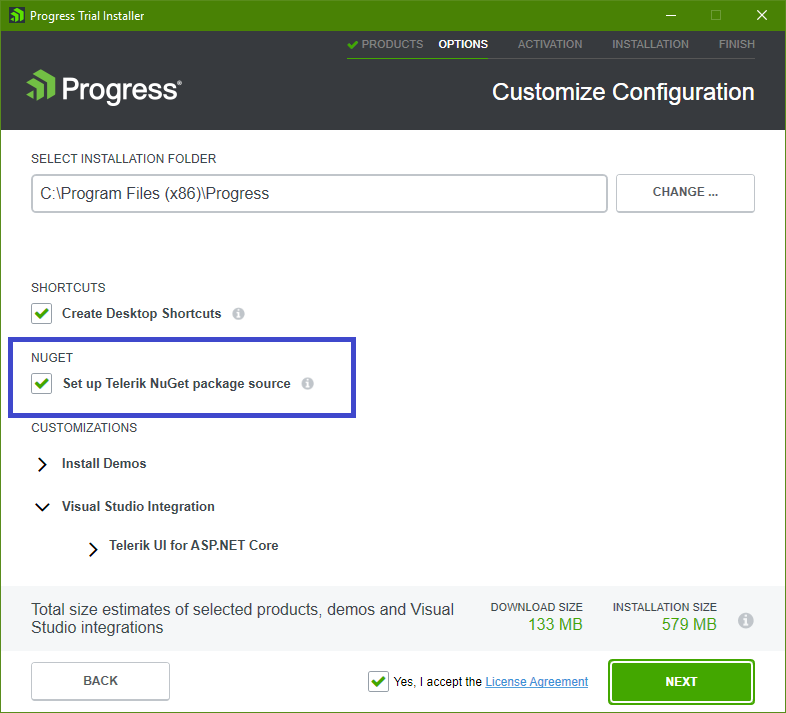 Progress Trial Installer
PRODUCTS OPTIONS ACTIVATION INSTALLATION FINISH
Progress®
Customize Configuration
SELECT INSTALLATION FOLDER
C:\Program Files (x86)\Progress
CHANGE ...
SHORTCUTS
Create Desktop Shortcuts
NUGET
Set up Telerik NuGet package source
CUSTOMIZATIONS
Install Demos
Visual Studio Integration
Telerik UI for ASP.NET Core
Total size estimates of selected products, demos and Visual
Studio integrations
DOWNLOAD SIZE
133 MB
INSTALLATION SIZE
579 MB
BACK
Yes, I accept the License Agreement
NEXT